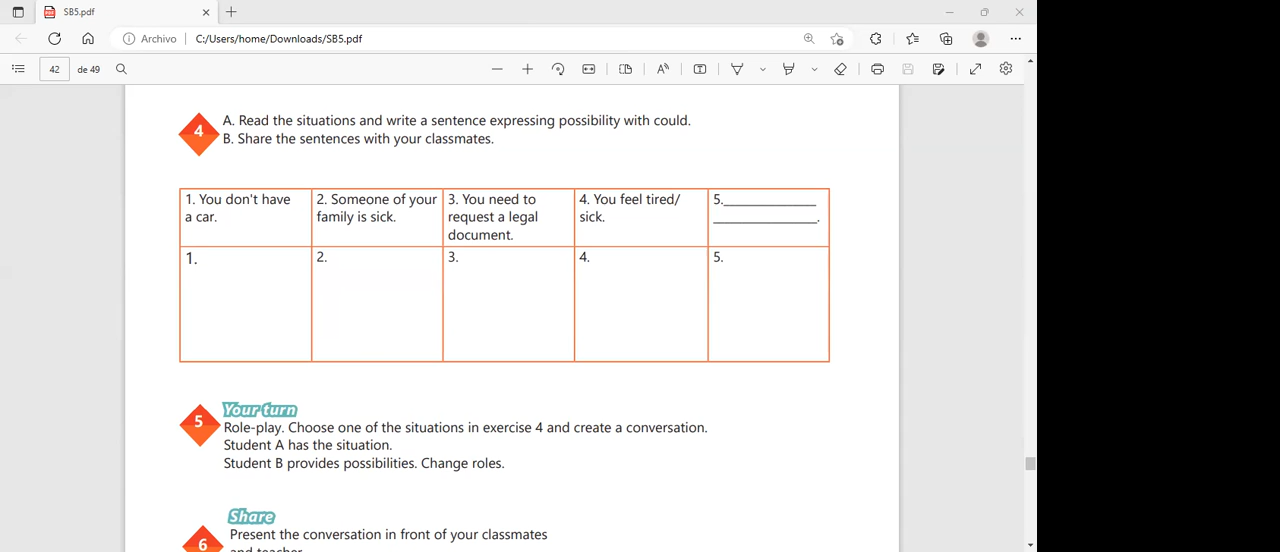 SB5.pdf
Archivo
C:/Users/home/Downloads/SB5.pdf
42 de 49
4
A. Read the situations and write a sentence expressing possibility with could.
B. Share the sentences with your classmates.
1. You don't have
a car.
2. Someone of your
family is sick.
3. You need to
request a legal
document.
4. You feel tired/
sick.
5.______________
________________.
1.
2.
3.
4.
5.
5
Your turn
Role-play. Choose one of the situations in exercise 4 and create a conversation.
Student A has the situation.
Student B provides possibilities. Change roles.
6
Share
Present the conversation in front of your classmates
and teacher